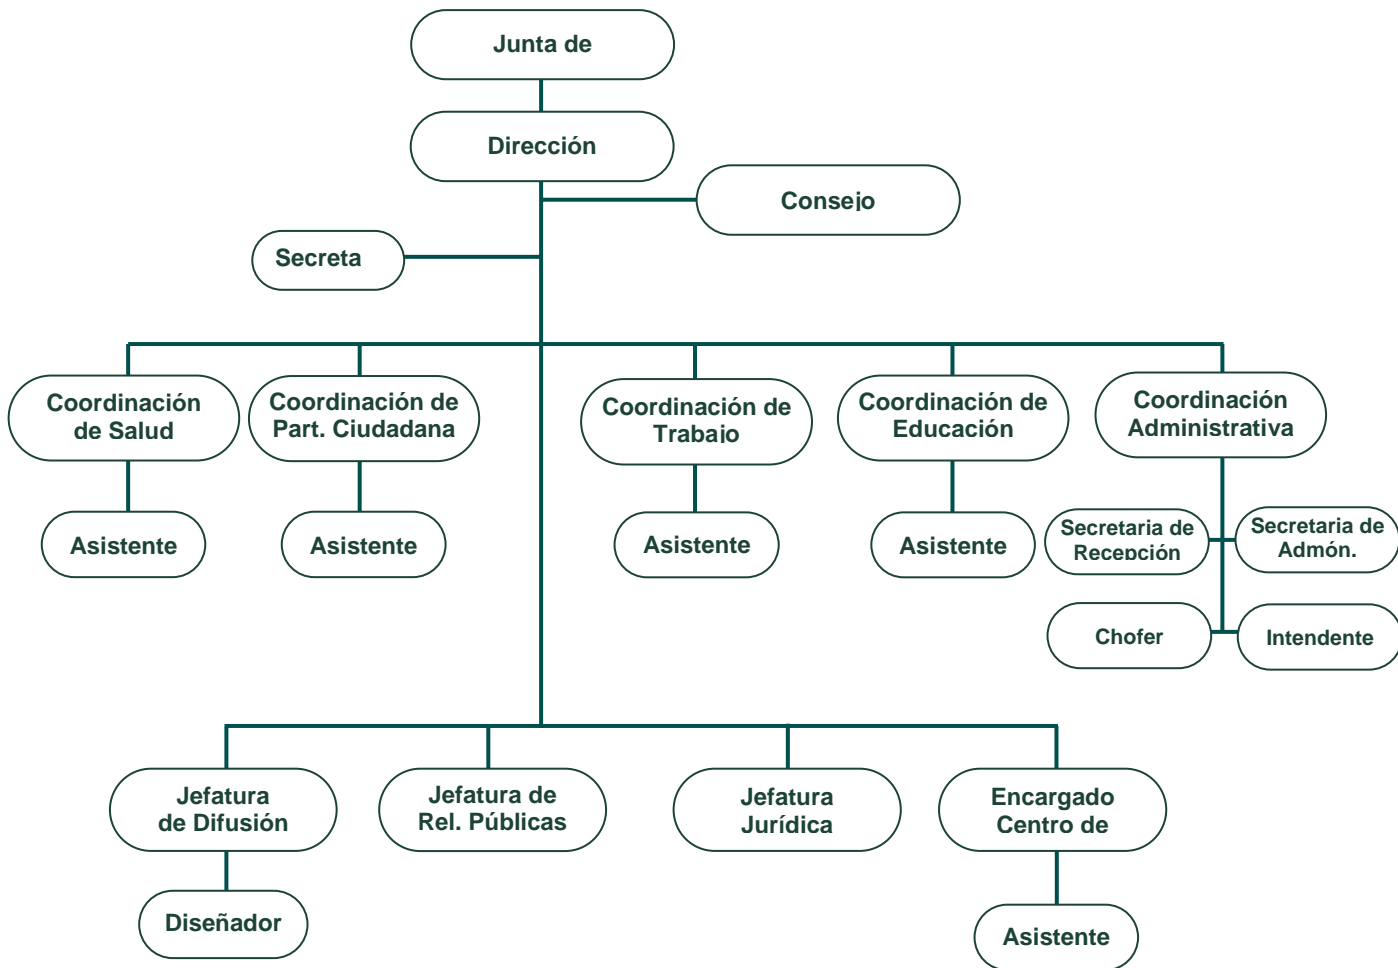 Junta de
Dirección
Consejo
Secreta
Coordinación
de Salud
Coordinación de
Part. Ciudadana
Coordinación de
Trabajo
Coordinación de
Educación
Coordinación
Administrativa
Asistente
Asistente
Asistente
Asistente
Secretaria de
Recepción
Secretaria de
Admón.
Chofer
Intendente
Jefatura
de Difusión
Jefatura de
Rel. Públicas
Jefatura
Jurídica
Encargado
Centro de
Diseñador
Asistente